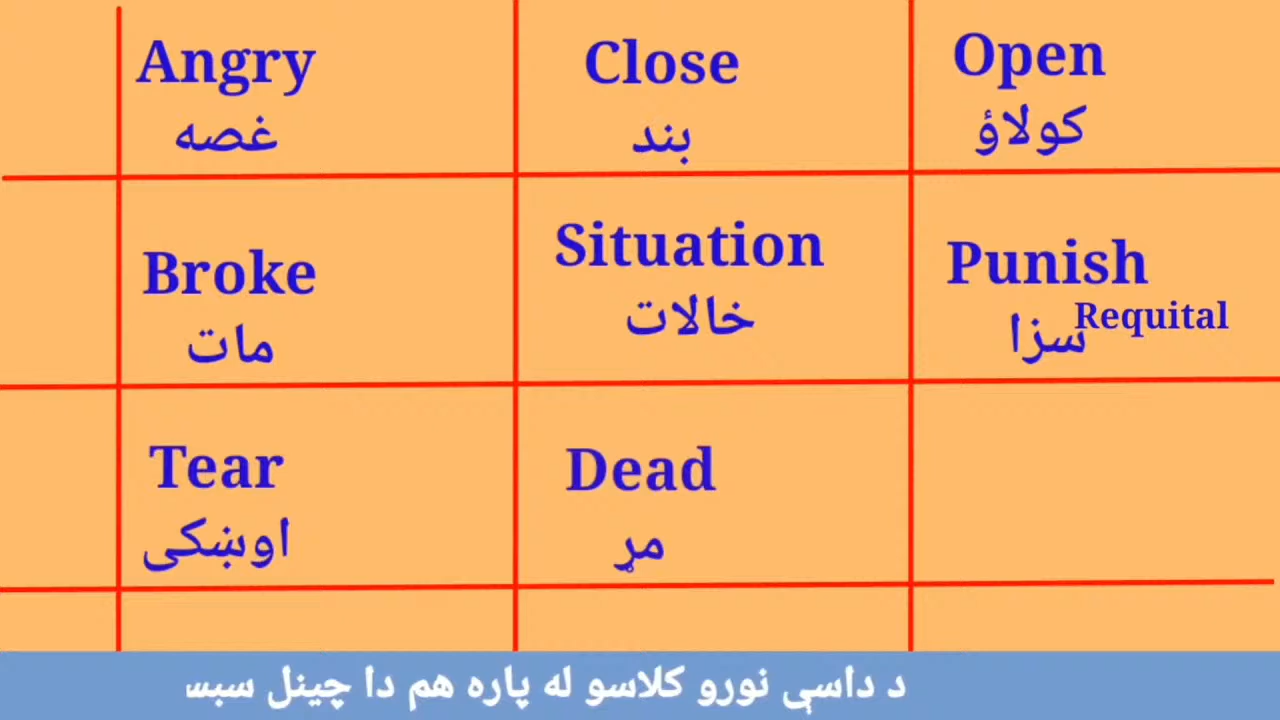 Angry
غصه
Close
بند
Open
کولاؤ
Broke
مات
Situation
خالات
Punish
Requital
سزا
Tear
اوښکی
Dead
مړ
د داسې نورو کلاسو له پاره هم دا چینل سبس